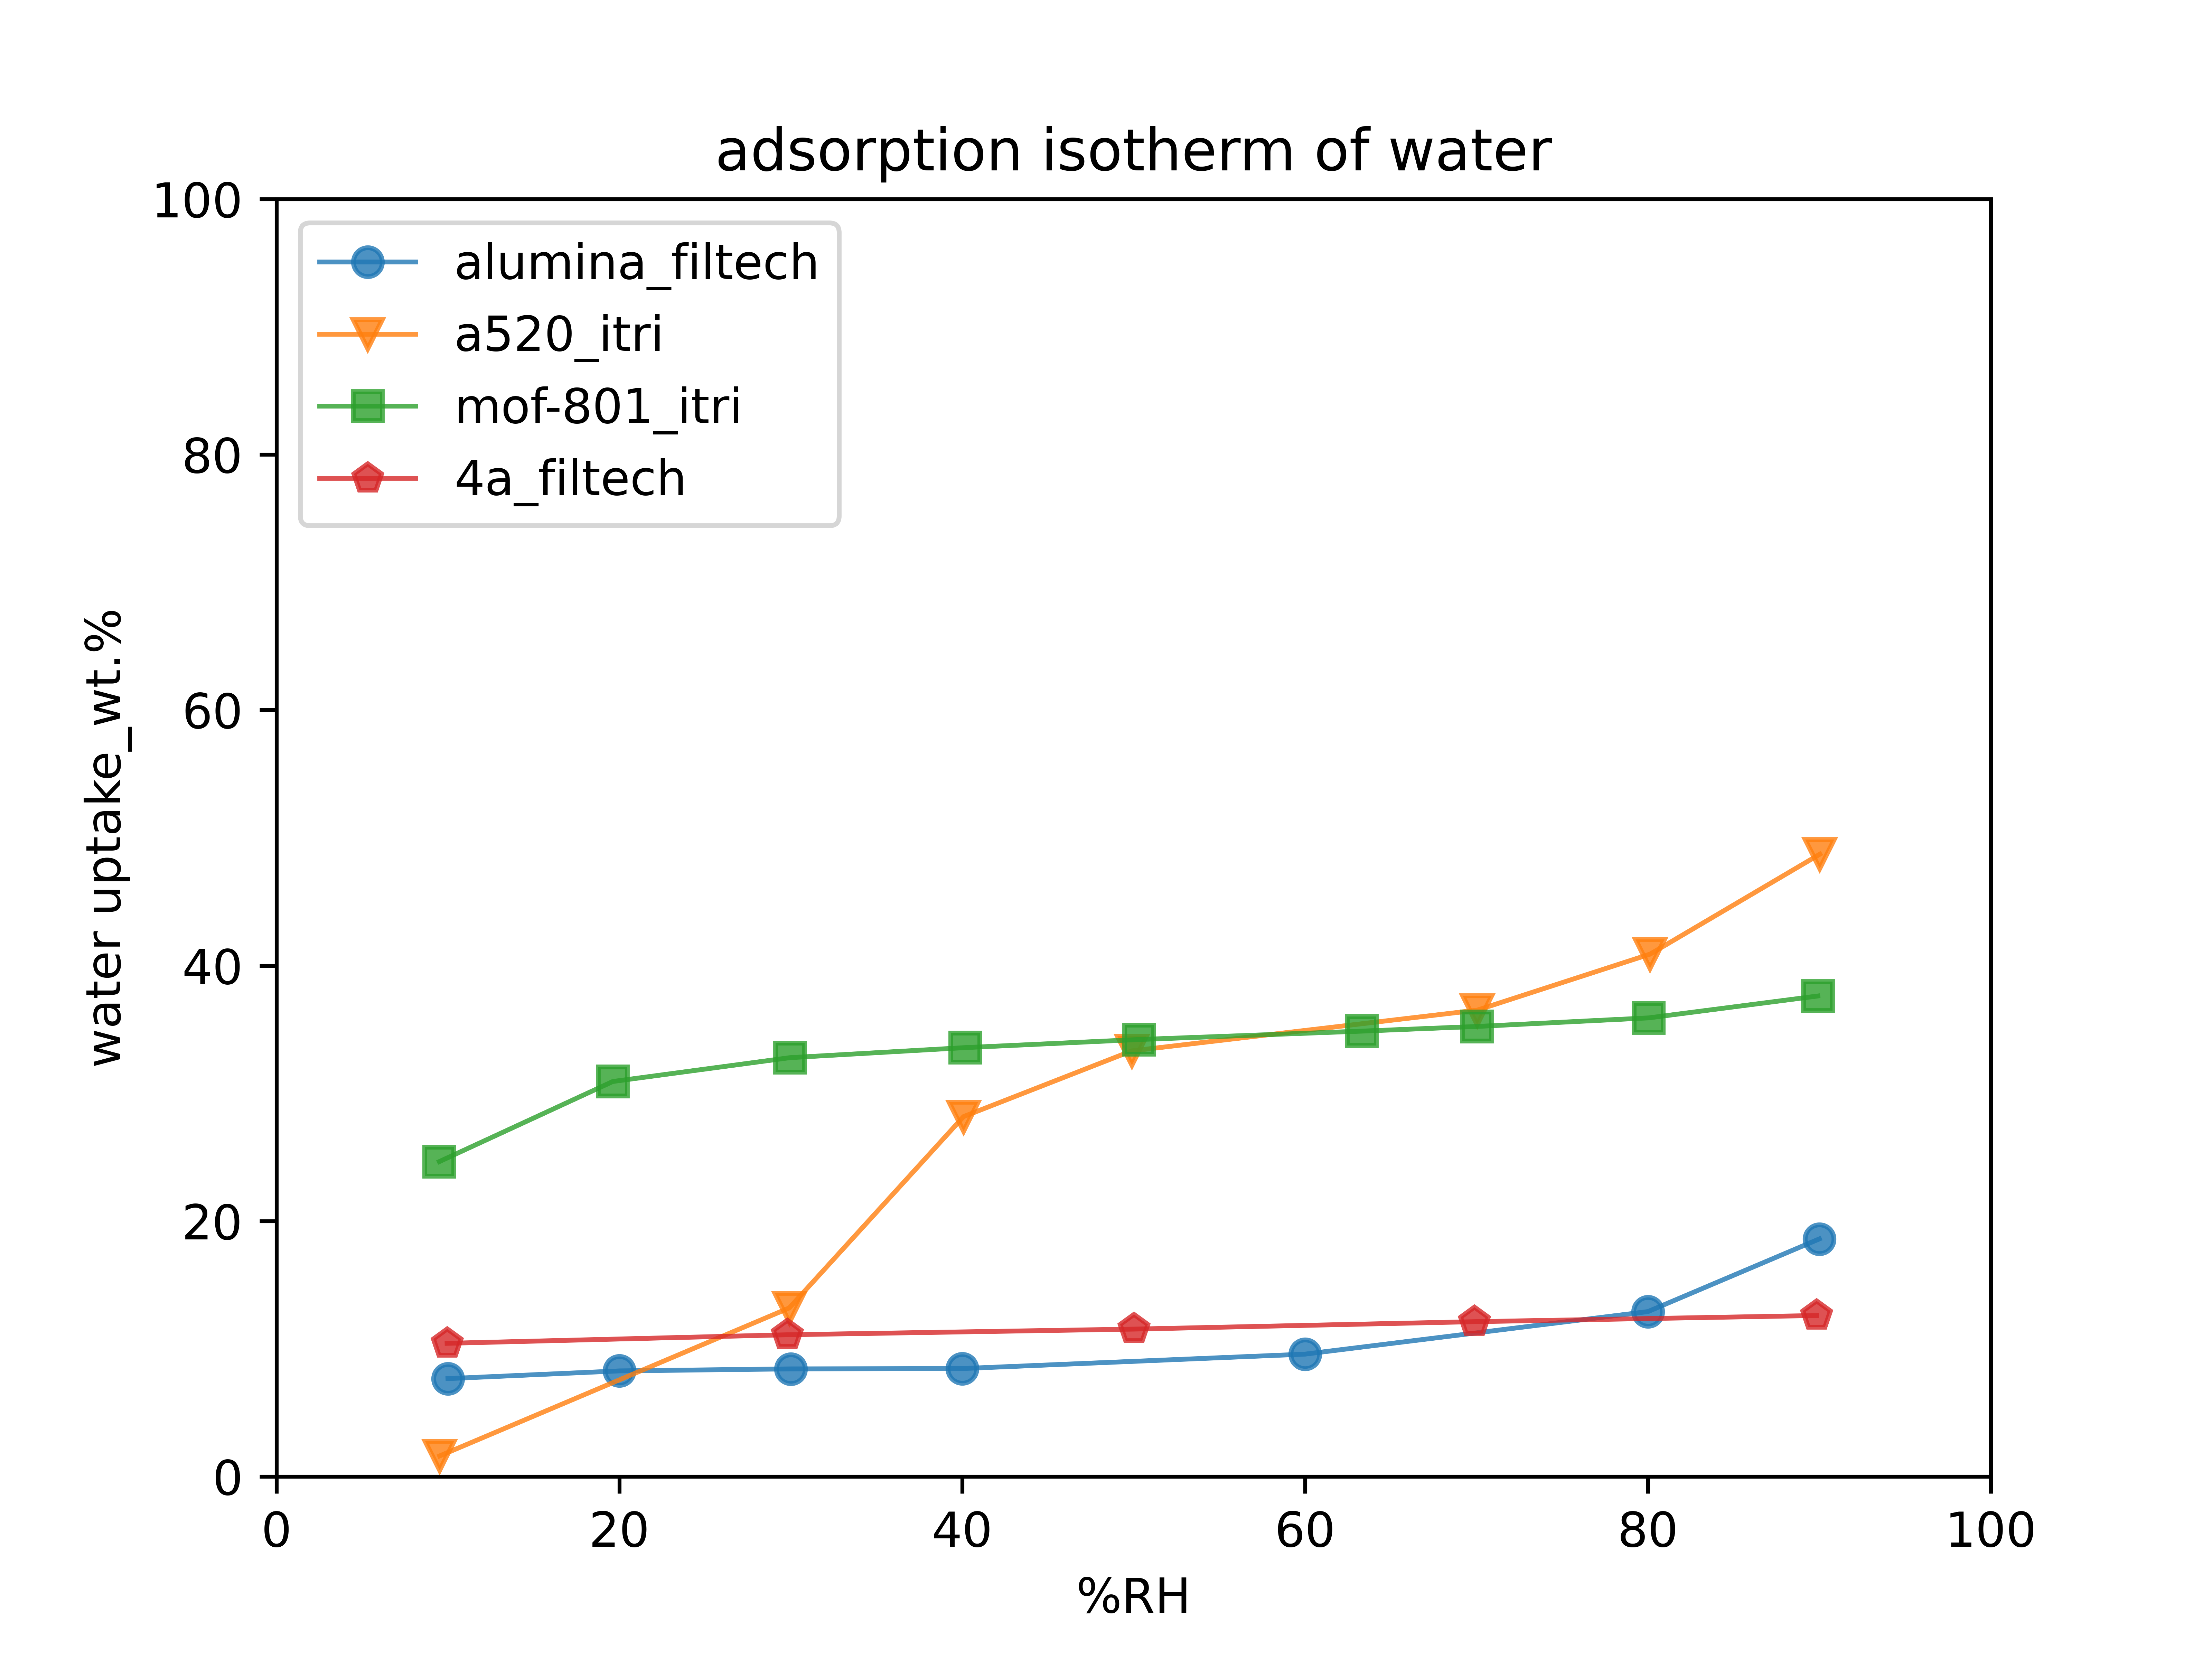 adsorption isotherm of water
100
80
60
40
20
0
water uptake_wt.%
alumina_filtech
a520_itri
mof-801_itri
4a_filtech
0 20 40 60 80 100
%RH